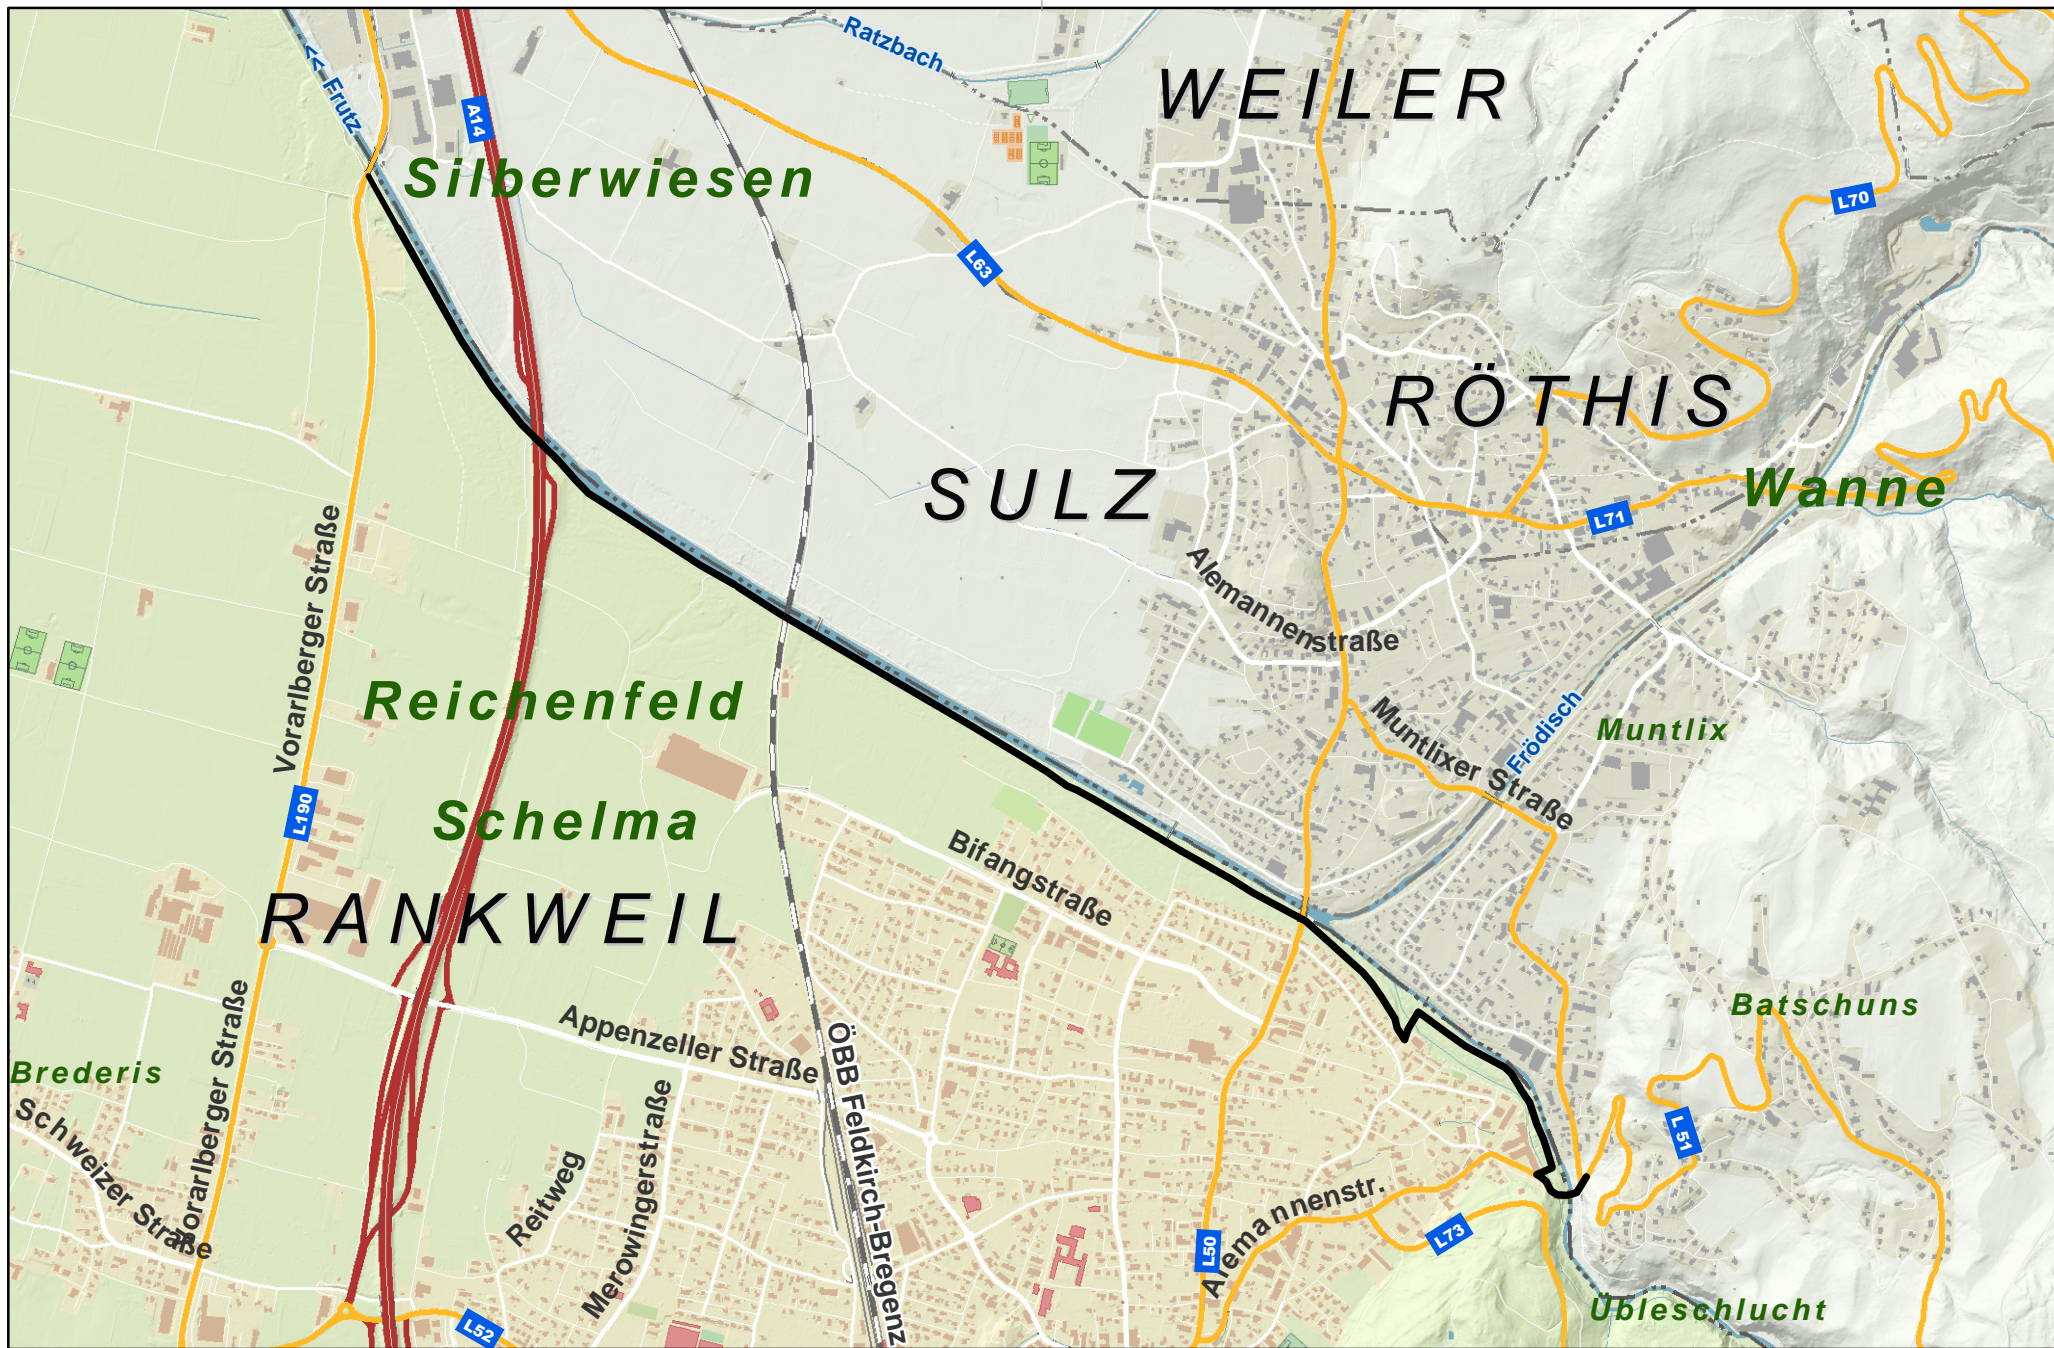 << Frutz
Ratzbach
A14
WEILER
Silberwiesen
L70
L63
RÖTHIS
SULZ
Wanne
L71
Vorarlberger Straße
Alemannenstraße
Reichenfeld
Muntlixer Straße
Frödisch
Muntlix
Schelma
L190
Bifangstraße
RANKWEIL
Appenzeller Straße
Batschuns
Brederis
Vorarlberger Straße
ÖBB Feldkirch-Bregenz
Merowingerstraße
Schweizer Straße
Reitweg
L 51
Alemannenstr.
L73
L50
Übleschlucht
L52